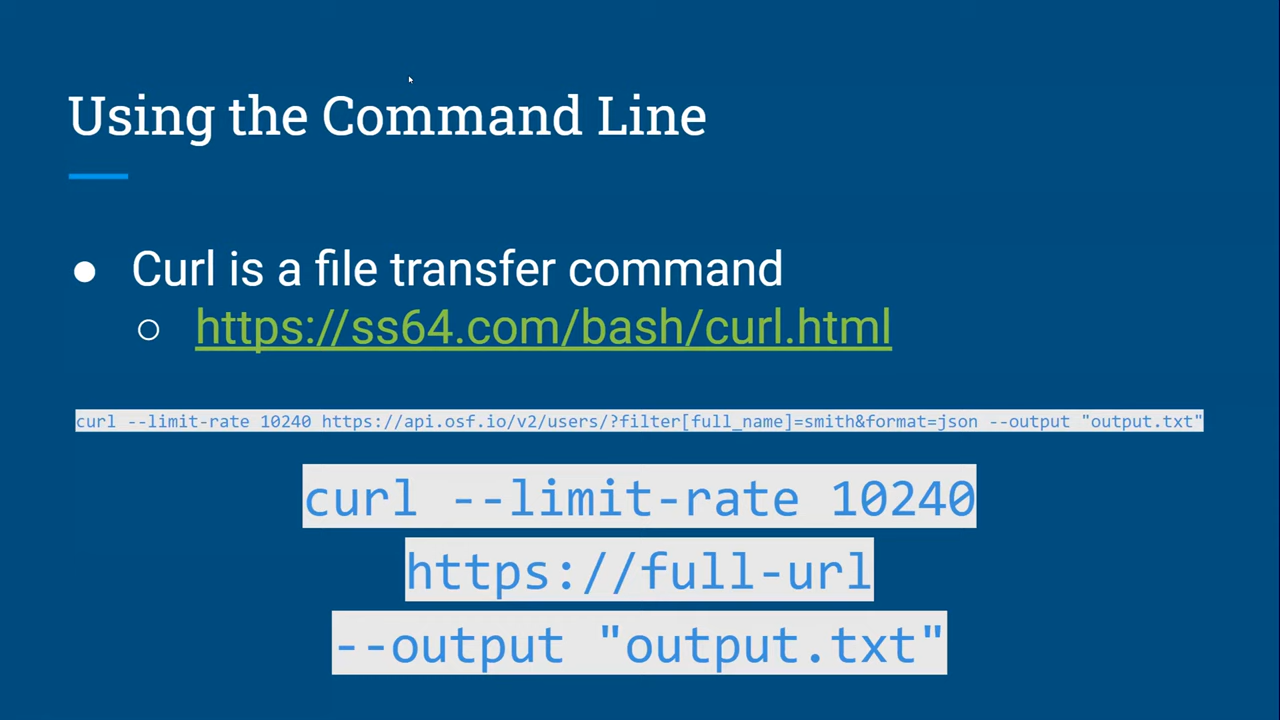 Using the Command Line
● Curl is a file transfer command
○ https://ss64.com/bash/curl.html
curl --limit-rate 10240 https://api.osf.io/v2/users/?filter[full_name]=smith&format=json --output "output.txt"
curl --limit-rate 10240
https://full-url
--output "output.txt"